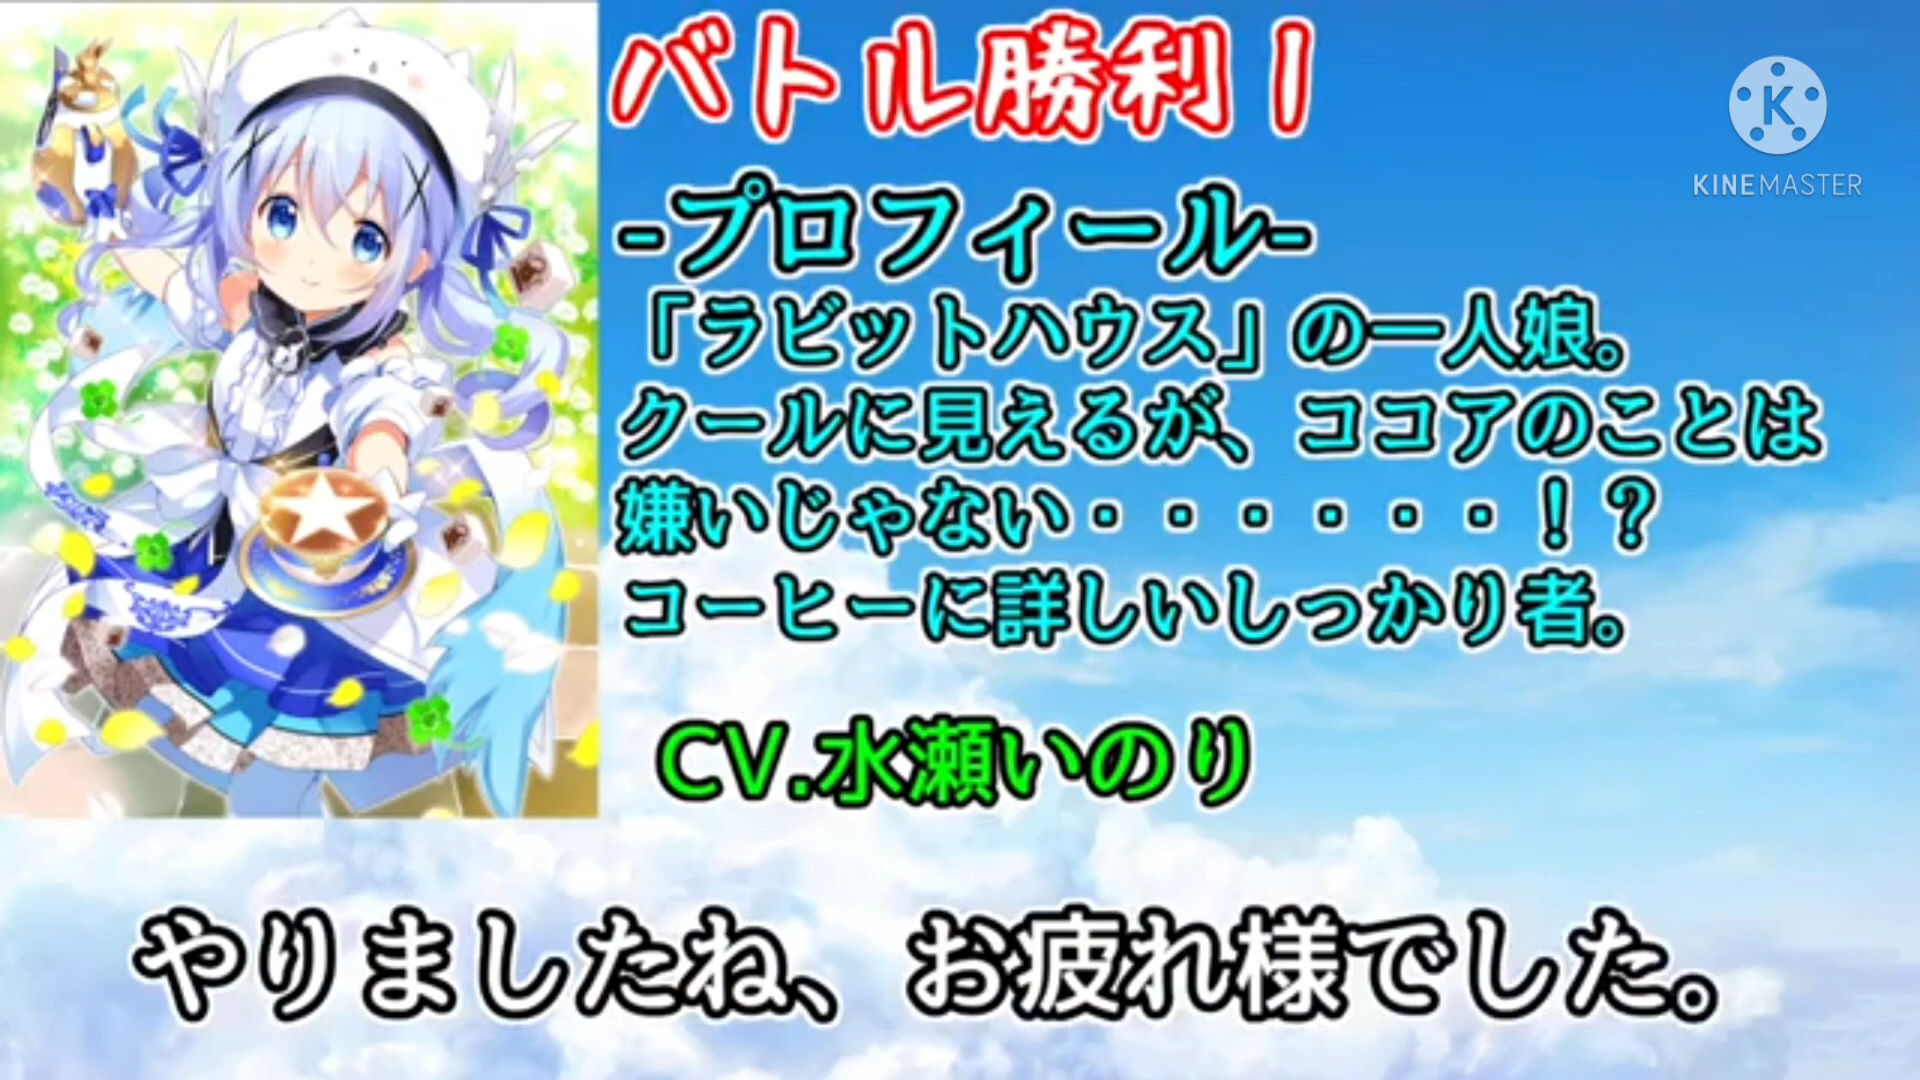 バトル勝利1
-プロフィール-
「ラビットハウス」の一人娘。
クールに見えるが、ココアのことは
嫌いじゃない・・・・・・！？
コーヒーに詳しいしっかり者。
CV.水瀬いのり
やりましたね、お疲れ様でした。
K
KINEMASTER